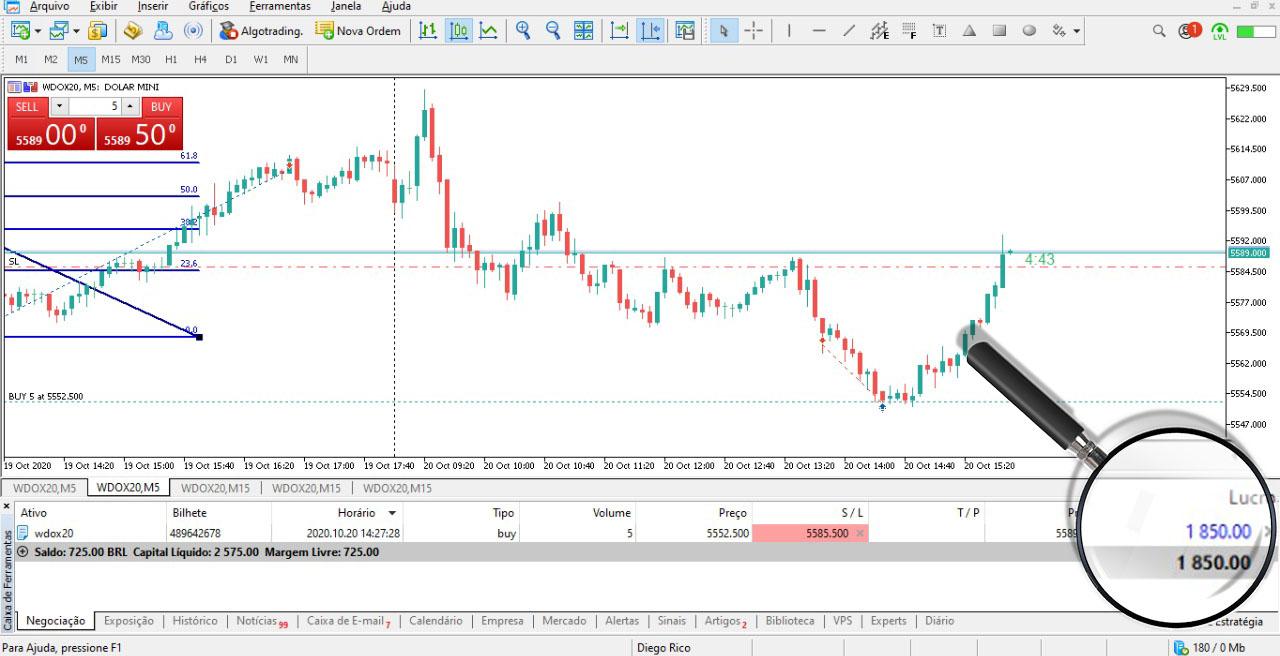 Arquivo Exibir Inserir Gráficos Ferramentas Janela Ajuda
Algotrading. Nova Ordem 1 LVL
M1 M2 M5 M15 M30 H1 H4 D1 W1 MN
WDOX20, M5: DOLAR MINI
SELL 5 BUY
5589 00 0 5589 50 0
61.8
50.0
38.2
SL
23.6
0.0
BUY 5 at 5552.500
4:43
5629.500
5622.000
5614.500
5607.000
5599.500
5592.000
5589.000
5584.500
5577.000
5569.500
5562.000
5554.500
5547.000
19 Oct 2020 19 Oct 14:20 19 Oct 15:00 19 Oct 15:40 19 Oct 16:20 19 Oct 17:00 19 Oct 17:40 20 Oct 09:20 20 Oct 10:00 20 Oct 10:40 20 Oct 11:20 20 Oct 12:00 20 Oct 12:40 20 Oct 13:20 20 Oct 14:00 20 Oct 14:40 20 Oct 15:20
WDOX20,M5 WDOX20,M5 WDOX20,M15 WDOX20,M15 WDOX20,M15
Ativo Bilhete Horário Tipo Volume Preço S / L T / P Lucro
wdox20 489642678 2020.10.20 14:27:28 buy 5 5552.500 5585.500 5589 1 850.00
Saldo: 725.00 BRL Capital Líquido: 2 575.00 Margem Livre: 725.00 1 850.00
Caixa de Ferramentas
Negociação Exposição Histórico Notícias 99 Caixa de E-mail 7 Calendário Empresa Mercado Alertas Sinais Artigos 2 Biblioteca VPS Experts Diário Estratégia
Para Ajuda, pressione F1 Diego Rico 180 / 0 Mb